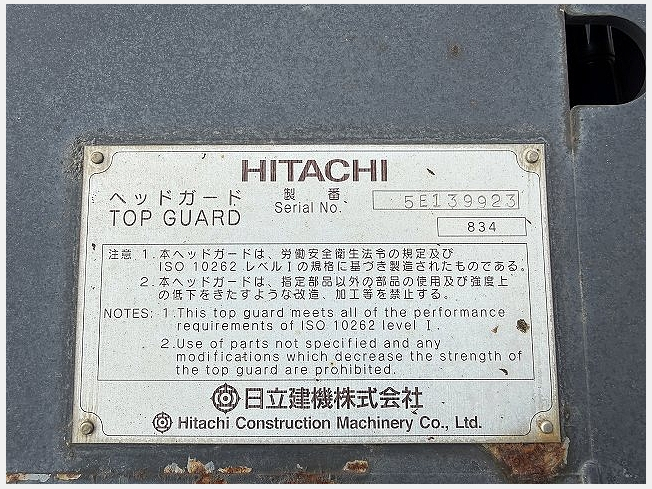 HITACHI
ヘッドガード 製番 5E139923
TOP GUARD Serial No.
834
注意 1. 本ヘッドガードは、労働安全衛生法令の規定及び
ISO 10262 レベルⅠの規格に基づき製造されたものである。
2. 本ヘッドガードは、指定部品以外の部品の使用及び強度上
の低下をきたすような改造、加工等を禁止する。
NOTES: 1.This top guard meets all of the performance
requirements of ISO 10262 level Ⅰ.
2.Use of parts not specified and any
modifications which decrease the strength of
the top guard are prohibited.
日立建機株式会社
Hitachi Construction Machinery Co., Ltd.